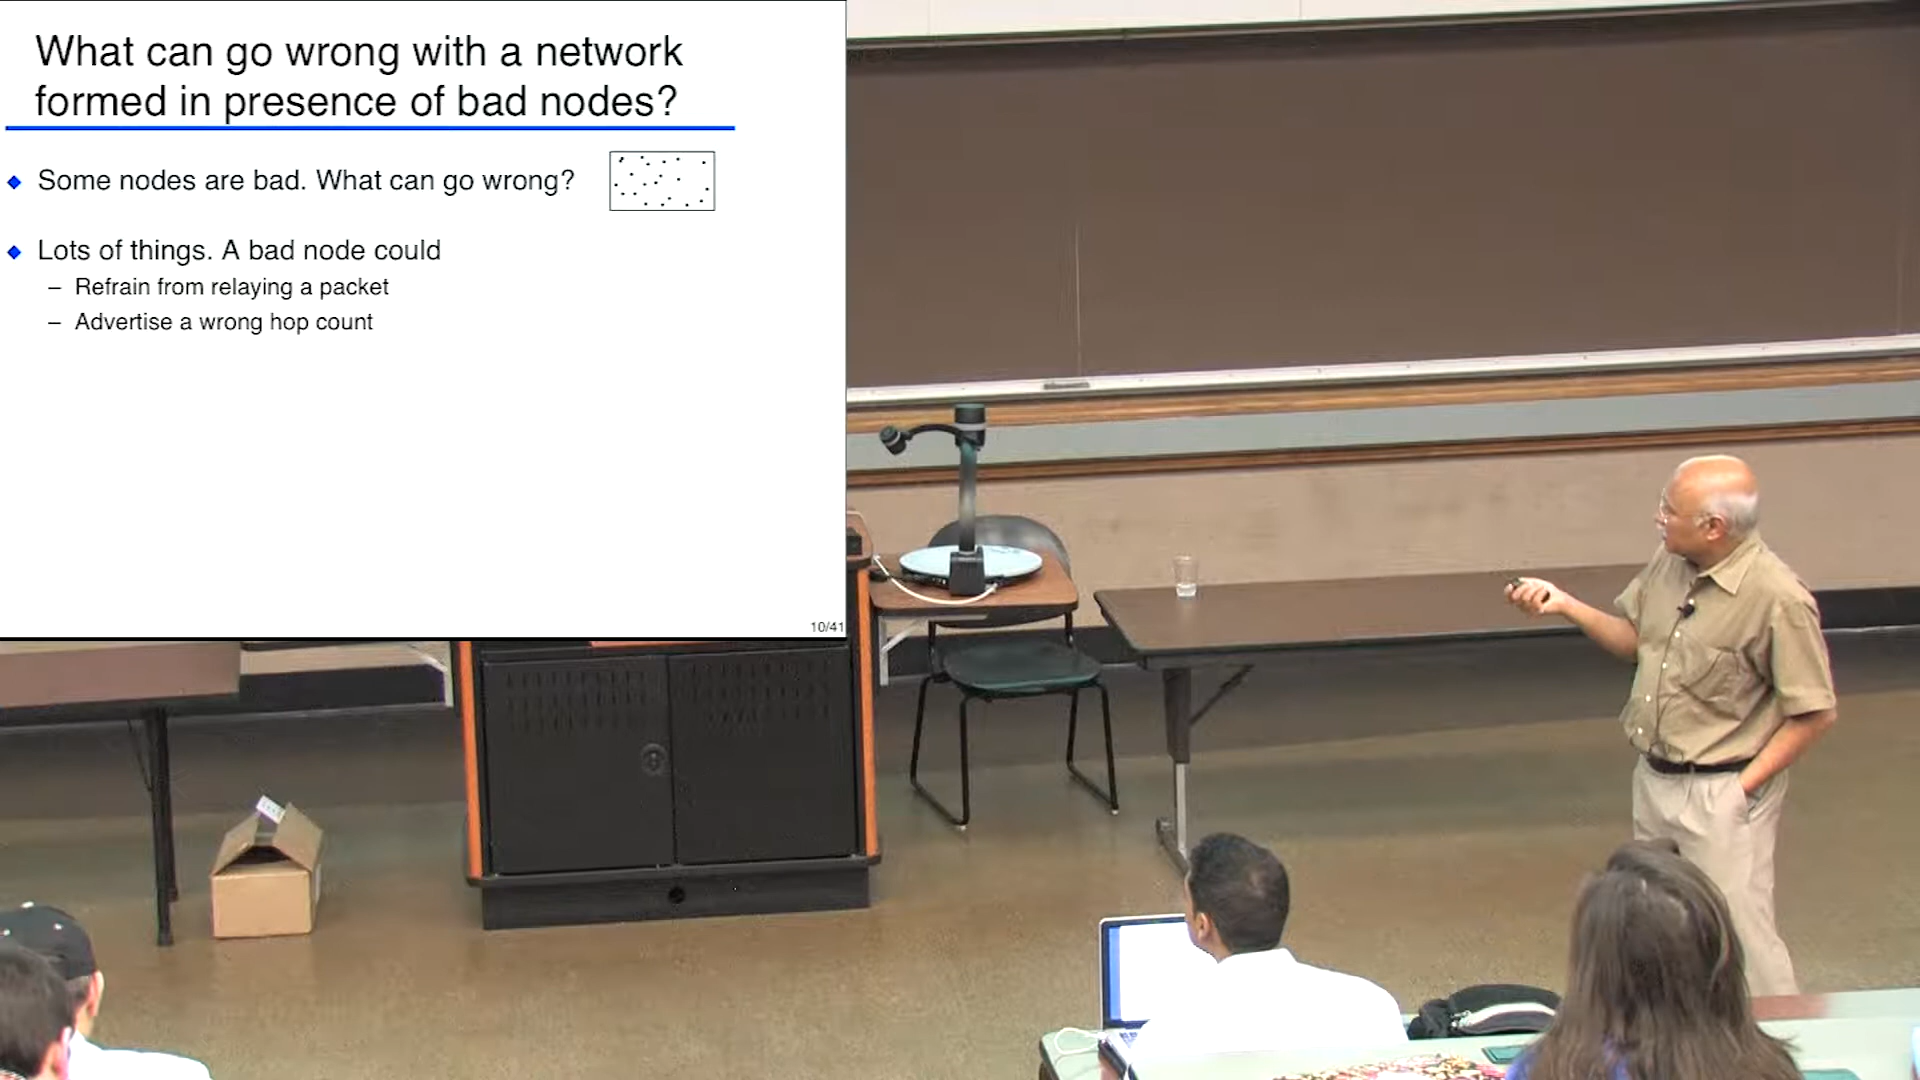 What can go wrong with a network
formed in presence of bad nodes?
◆ Some nodes are bad. What can go wrong?
◆ Lots of things. A bad node could
– Refrain from relaying a packet
– Advertise a wrong hop count
10/41